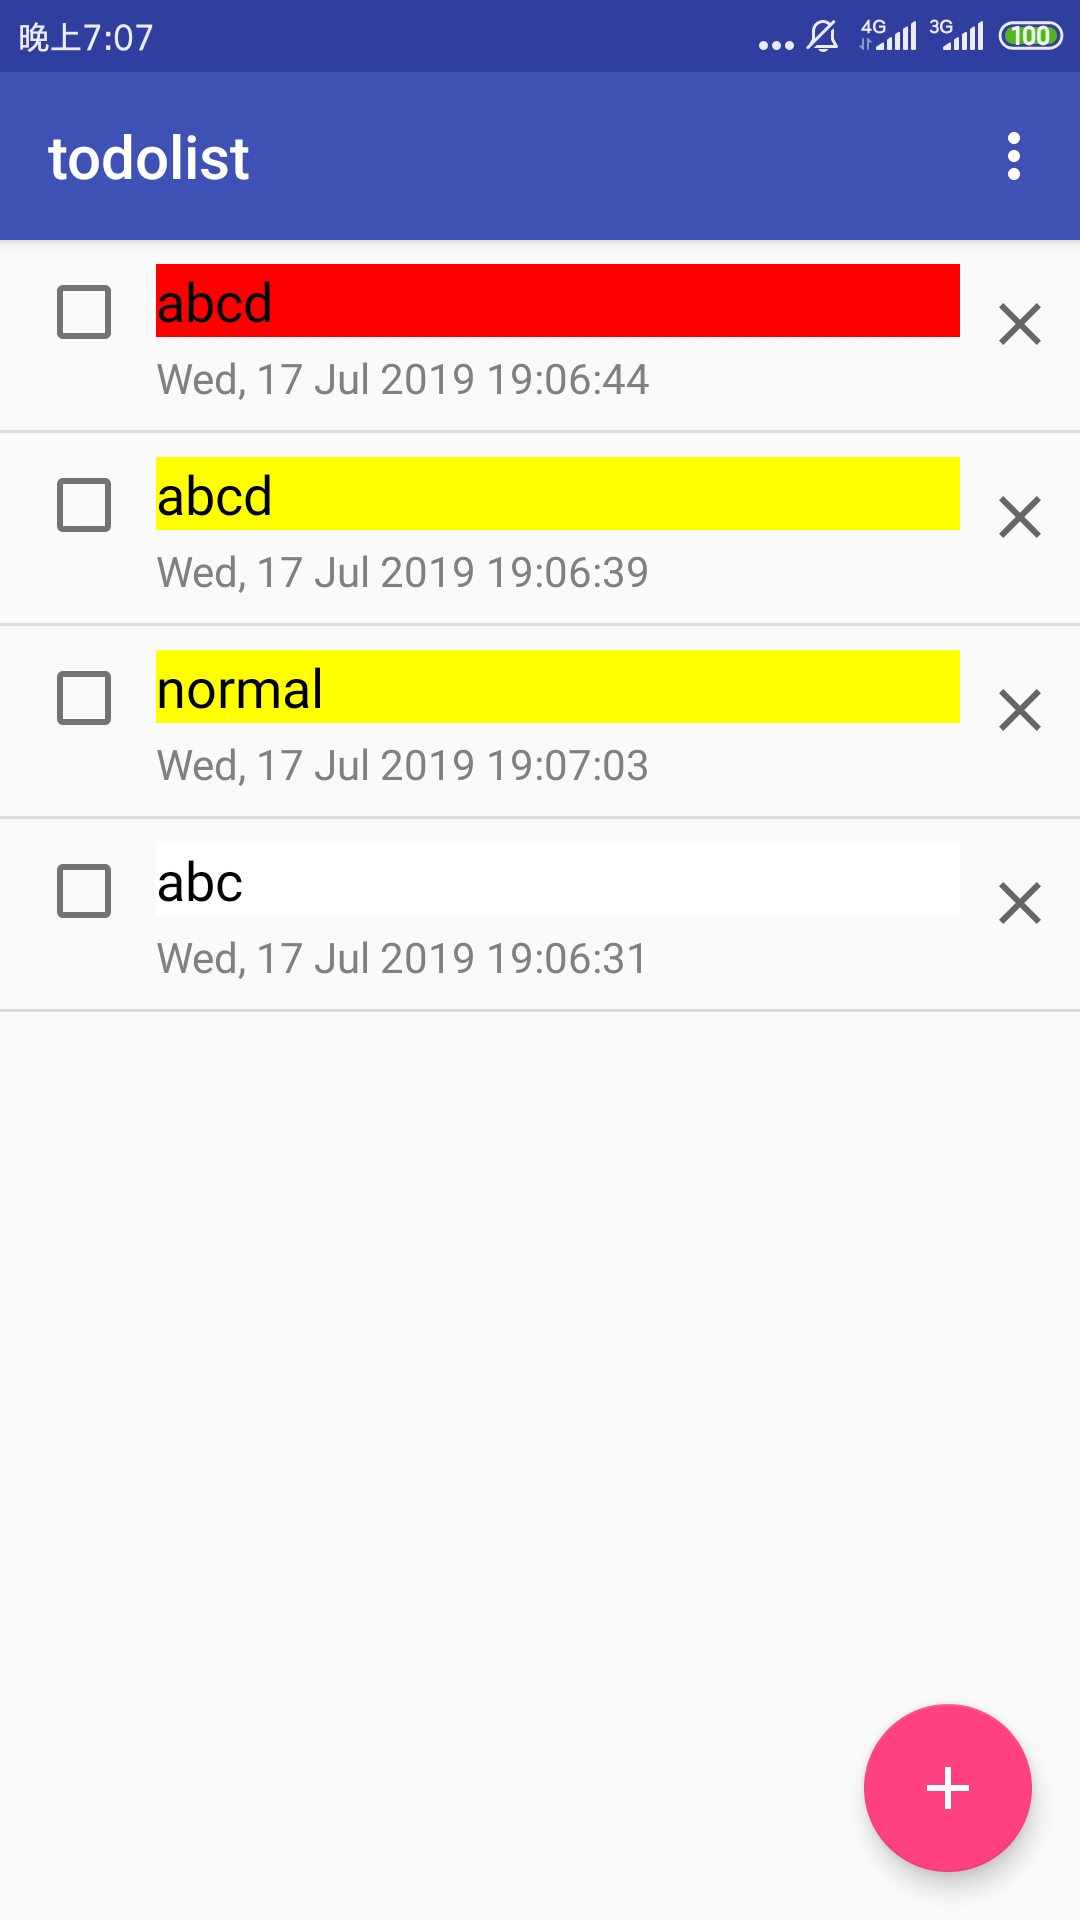 晚上7:07
4G 3G 100
todolist
abcd
Wed, 17 Jul 2019 19:06:44
abcd
Wed, 17 Jul 2019 19:06:39
normal
Wed, 17 Jul 2019 19:07:03
abc
Wed, 17 Jul 2019 19:06:31